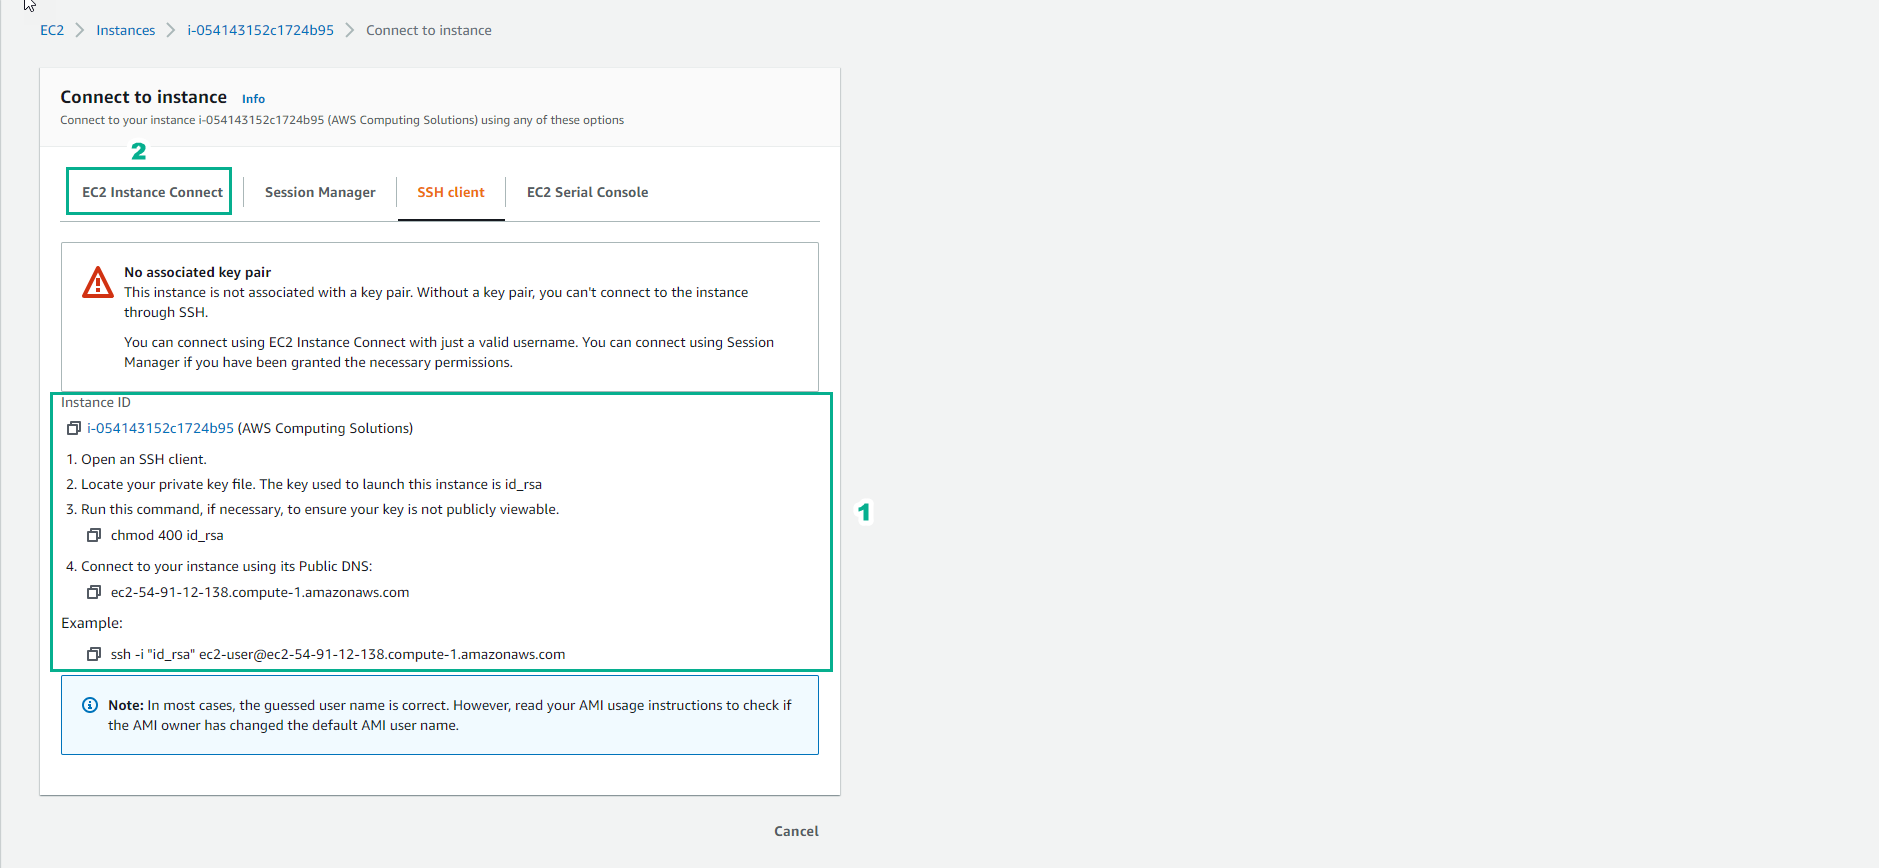 EC2 > Instances > i-054143152c1724b95 > Connect to instance
Connect to instance Info
Connect to your instance i-054143152c1724b95 (AWS Computing Solutions) using any of these options
2
EC2 Instance Connect
Session Manager
SSH client
EC2 Serial Console
No associated key pair
This instance is not associated with a key pair. Without a key pair, you can't connect to the instance
through SSH.
You can connect using EC2 Instance Connect with just a valid username. You can connect using Session
Manager if you have been granted the necessary permissions.
Instance ID
i-054143152c1724b95 (AWS Computing Solutions)
1. Open an SSH client.
2. Locate your private key file. The key used to launch this instance is id_rsa
3. Run this command, if necessary, to ensure your key is not publicly viewable.
1
chmod 400 id_rsa
4. Connect to your instance using its Public DNS:
ec2-54-91-12-138.compute-1.amazonaws.com
Example:
ssh -i "id_rsa" ec2-user@ec2-54-91-12-138.compute-1.amazonaws.com
Note: In most cases, the guessed user name is correct. However, read your AMI usage instructions to check if
the AMI owner has changed the default AMI user name.
Cancel